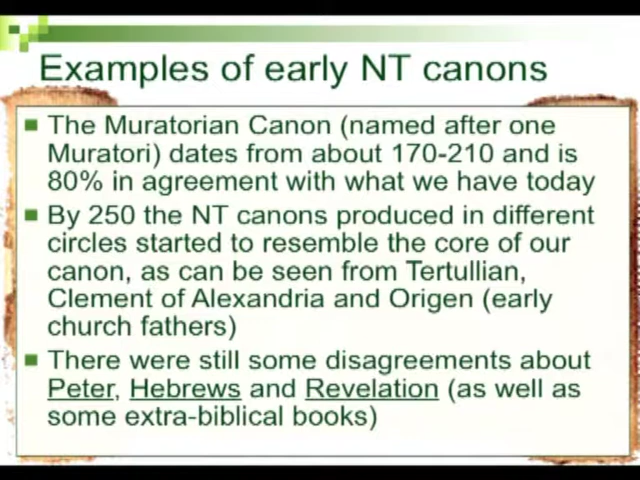 Examples of early NT canons
The Muratorian Canon (named after one
Muratori) dates from about 170-210 and is
80% in agreement with what we have today
By 250 the NT canons produced in different
circles started to resemble the core of our
canon, as can be seen from Tertullian,
Clement of Alexandria and Origen (early
church fathers)
There were still some disagreements about
Peter, Hebrews and Revelation (as well as
some extra-biblical books)